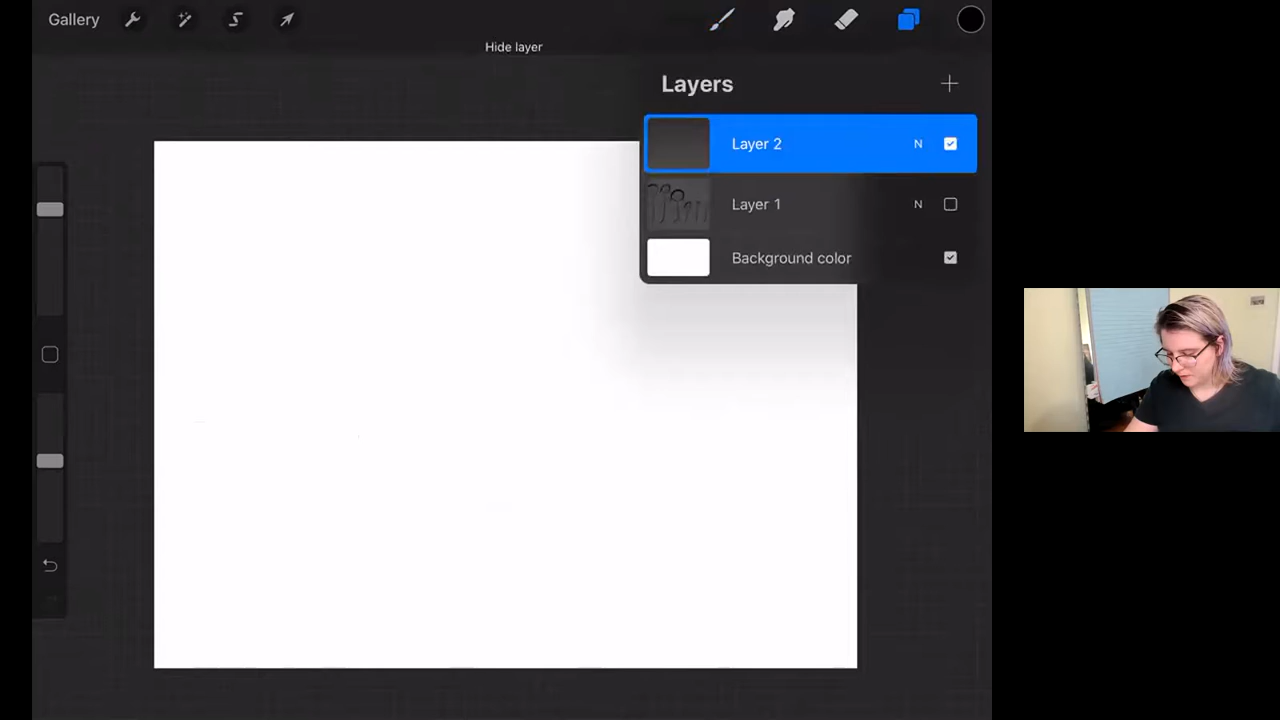 Gallery
Hide layer
Layers
Layer 2 N
Layer 1 N
Background color